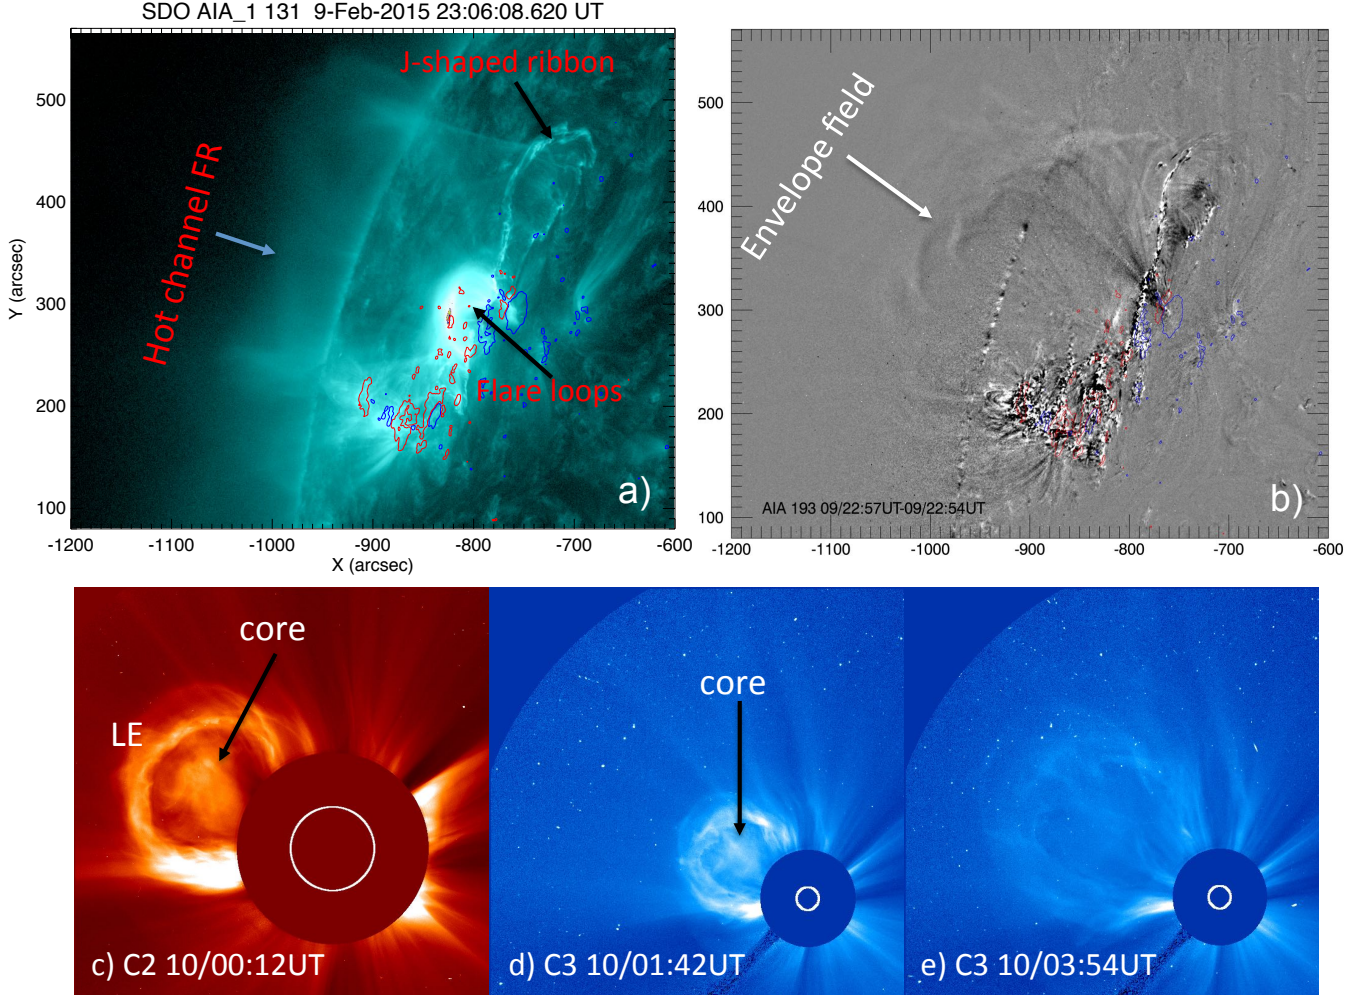 SDO AIA_1 131 9-Feb-2015 23:06:08.620 UT
J-shaped ribbon
Hot channel FR
Flare loops
a)
Y (arcsec)
500
400
300
200
100
-1200 -1100 -1000 -900 -800 -700 -600
X (arcsec)
Envelope field
AIA 193 09/22:57UT-09/22:54UT
b)
500
400
300
200
100
-1200 -1100 -1000 -900 -800 -700 -600
core
LE
c) C2 10/00:12UT
core
d) C3 10/01:42UT
e) C3 10/03:54UT